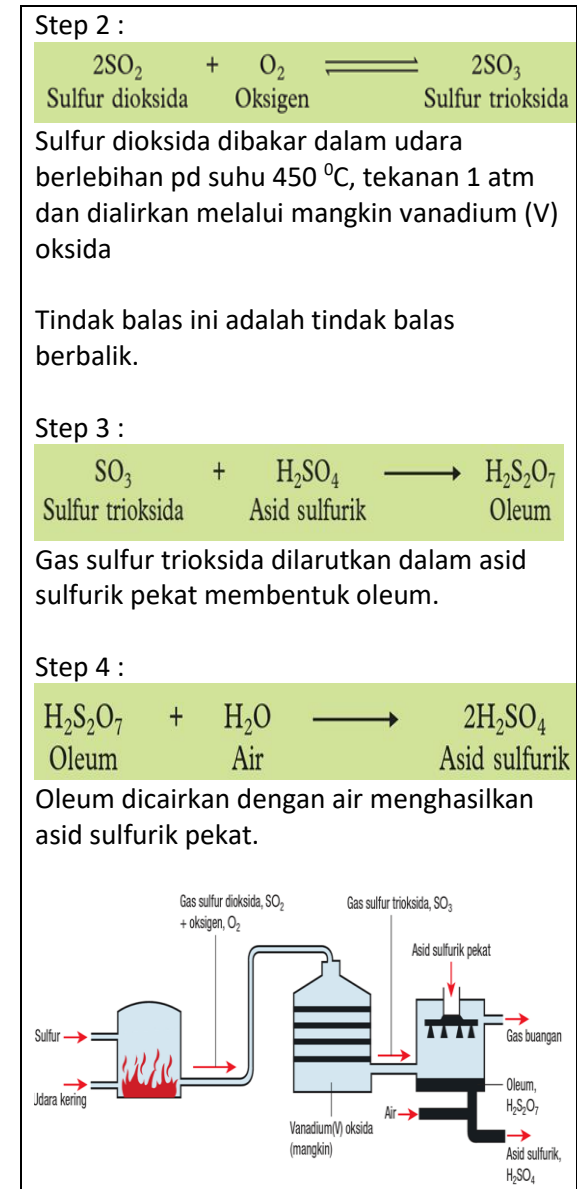 Step 2 :
2SO₂ + O₂ ⇌ 2SO₃
Sulfur dioksida Oksigen Sulfur trioksida
Sulfur dioksida dibakar dalam udara
berlebihan pd suhu 450 ⁰C, tekanan 1 atm
dan dialirkan melalui mangkin vanadium (V)
oksida
Tindak balas ini adalah tindak balas
berbalik.
Step 3 :
SO₃ + H₂SO₄ ⟶ H₂S₂O₇
Sulfur trioksida Asid sulfurik Oleum
Gas sulfur trioksida dilarutkan dalam asid
sulfurik pekat membentuk oleum.
Step 4 :
H₂S₂O₇ + H₂O ⟶ 2H₂SO₄
Oleum Air Asid sulfurik
Oleum dicairkan dengan air menghasilkan
asid sulfurik pekat.
Gas sulfur dioksida, SO₂
+ oksigen, O₂
Gas sulfur trioksida, SO₃
Asid sulfurik pekat
Sulfur
Gas buangan
Udara kering
Oleum,
H₂S₂O₇
Air
Vanadium(V) oksida
(mangkin)
Asid sulfurik,
H₂SO₄